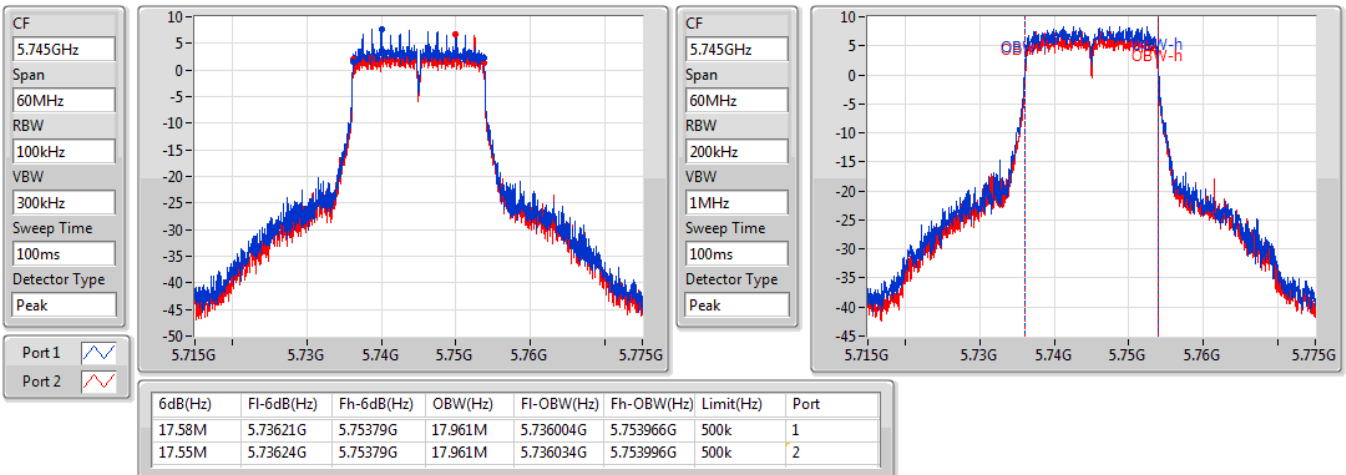 CF
5.745GHz
Span
60MHz
RBW
100kHz
VBW
300kHz
Sweep Time
100ms
Detector Type
Peak
Port 1
Port 2
10
5
0
-5
-10
-15
-20
-25
-30
-35
-40
-45
-50
5.715G 5.73G 5.74G 5.75G 5.76G 5.775G
CF
5.745GHz
Span
60MHz
RBW
200kHz
VBW
1MHz
Sweep Time
100ms
Detector Type
Peak
10
5
0
-5
-10
-15
-20
-25
-30
-35
-40
-45
OBW-h
OBW-h
5.715G 5.73G 5.74G 5.75G 5.76G 5.775G
6dB(Hz) Fl-6dB(Hz) Fh-6dB(Hz) OBW(Hz) Fl-OBW(Hz) Fh-OBW(Hz) Limit(Hz) Port
17.58M 5.73621G 5.75379G 17.961M 5.736004G 5.753966G 500k 1
17.55M 5.73624G 5.75379G 17.961M 5.736034G 5.753996G 500k 2